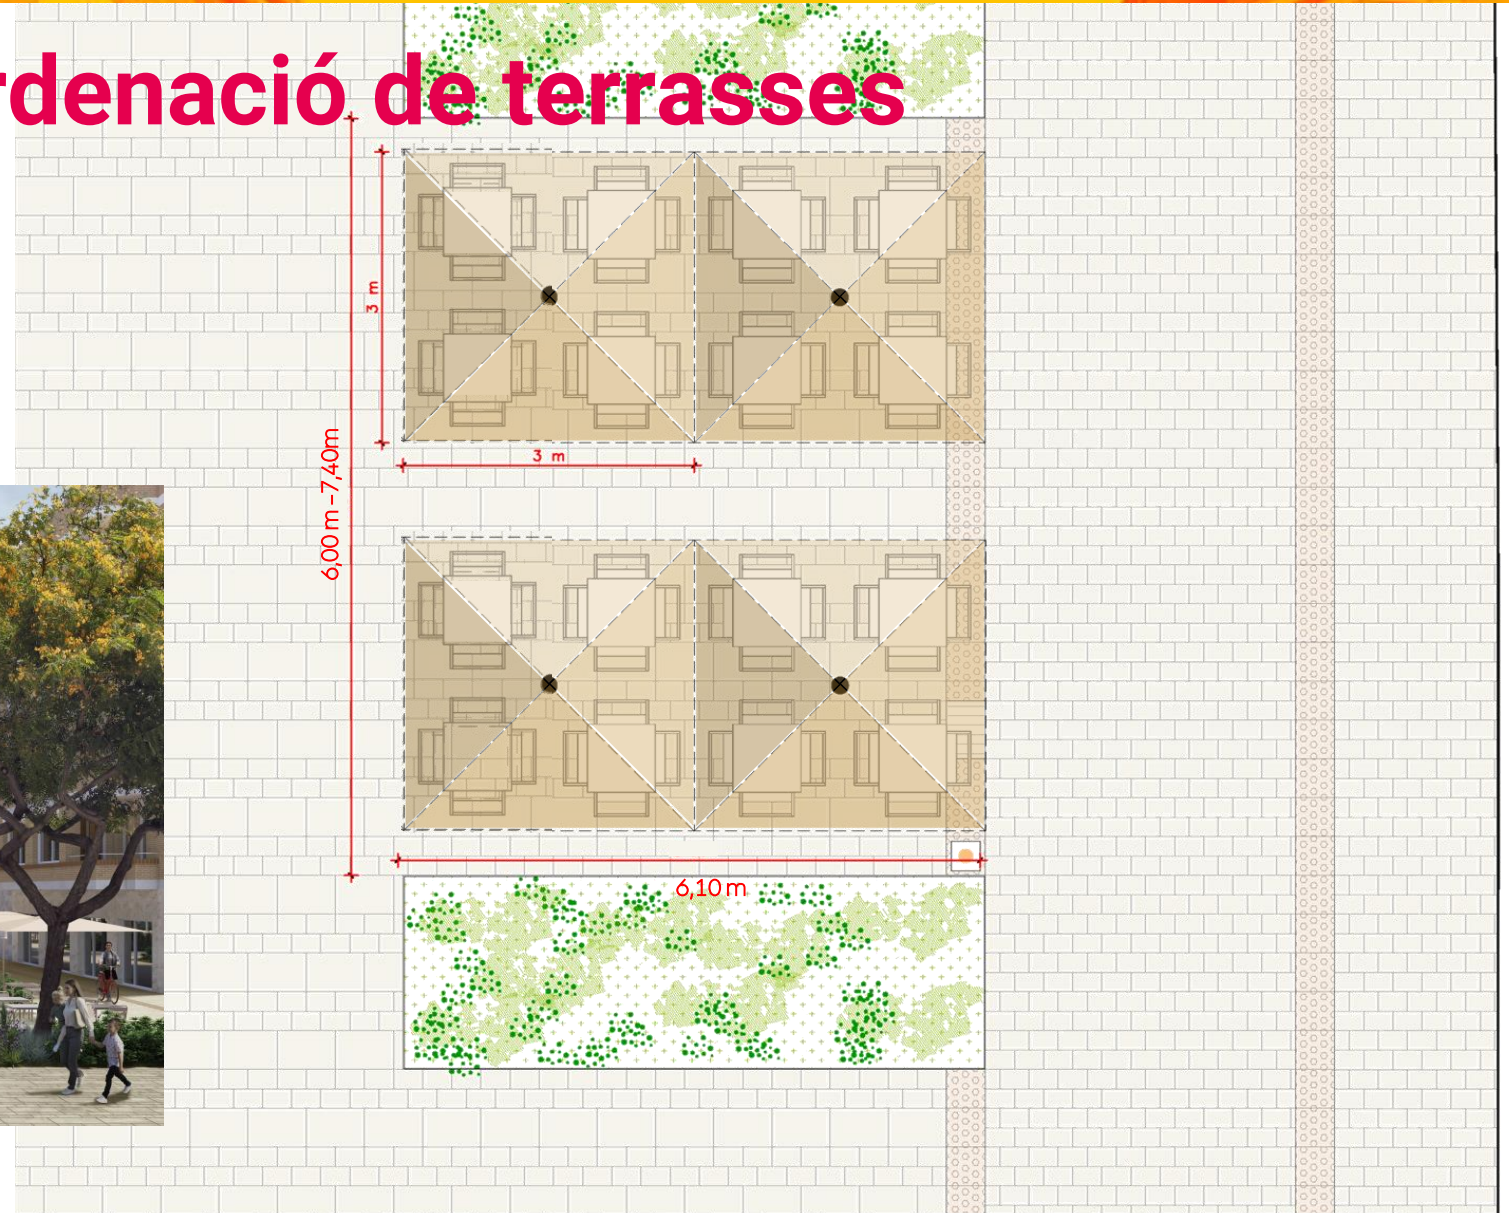 rdenació de terrasses
3 m
3 m
6,00 m -7,40m
6,10 m